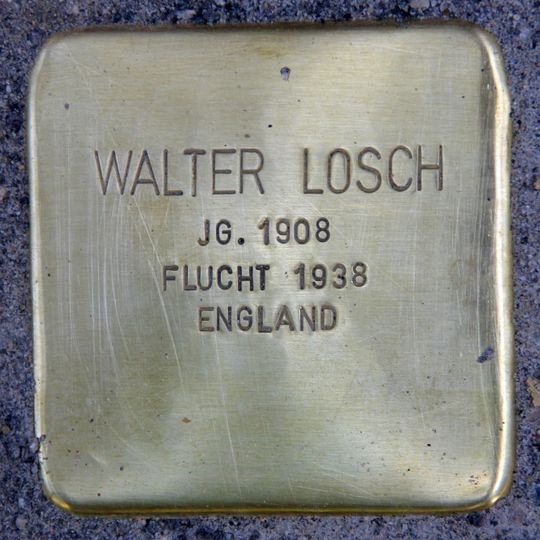 WALTER LOSCH
JG. 1908
FLUCHT 1938
ENGLAND